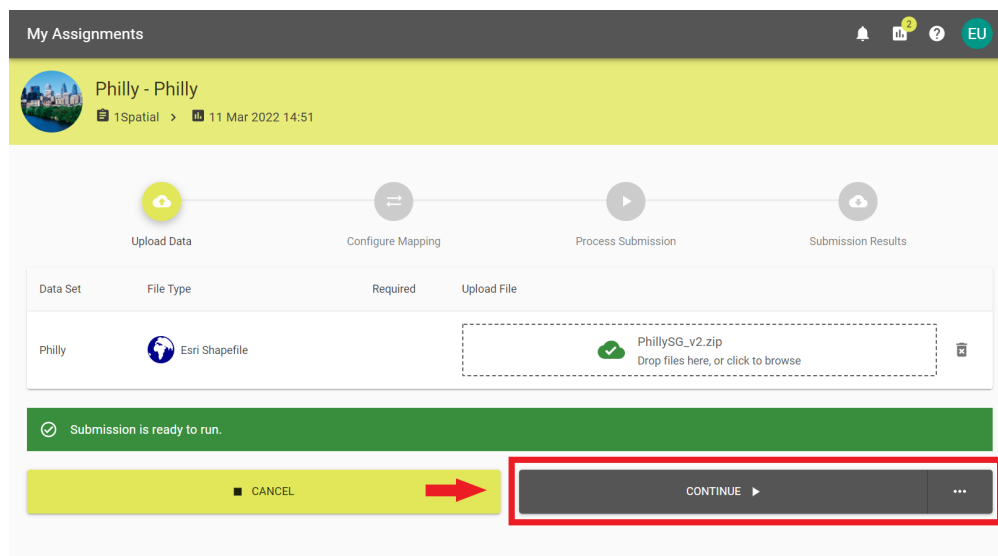 My Assignments
2
EU
Philly - Philly
1Spatial > 11 Mar 2022 14:51
Upload Data
Configure Mapping
Process Submission
Submission Results
Data Set File Type Required Upload File
PhillySG_v2.zip
Philly Esri Shapefile
Drop files here, or click to browse
Submission is ready to run.
CANCEL
CONTINUE